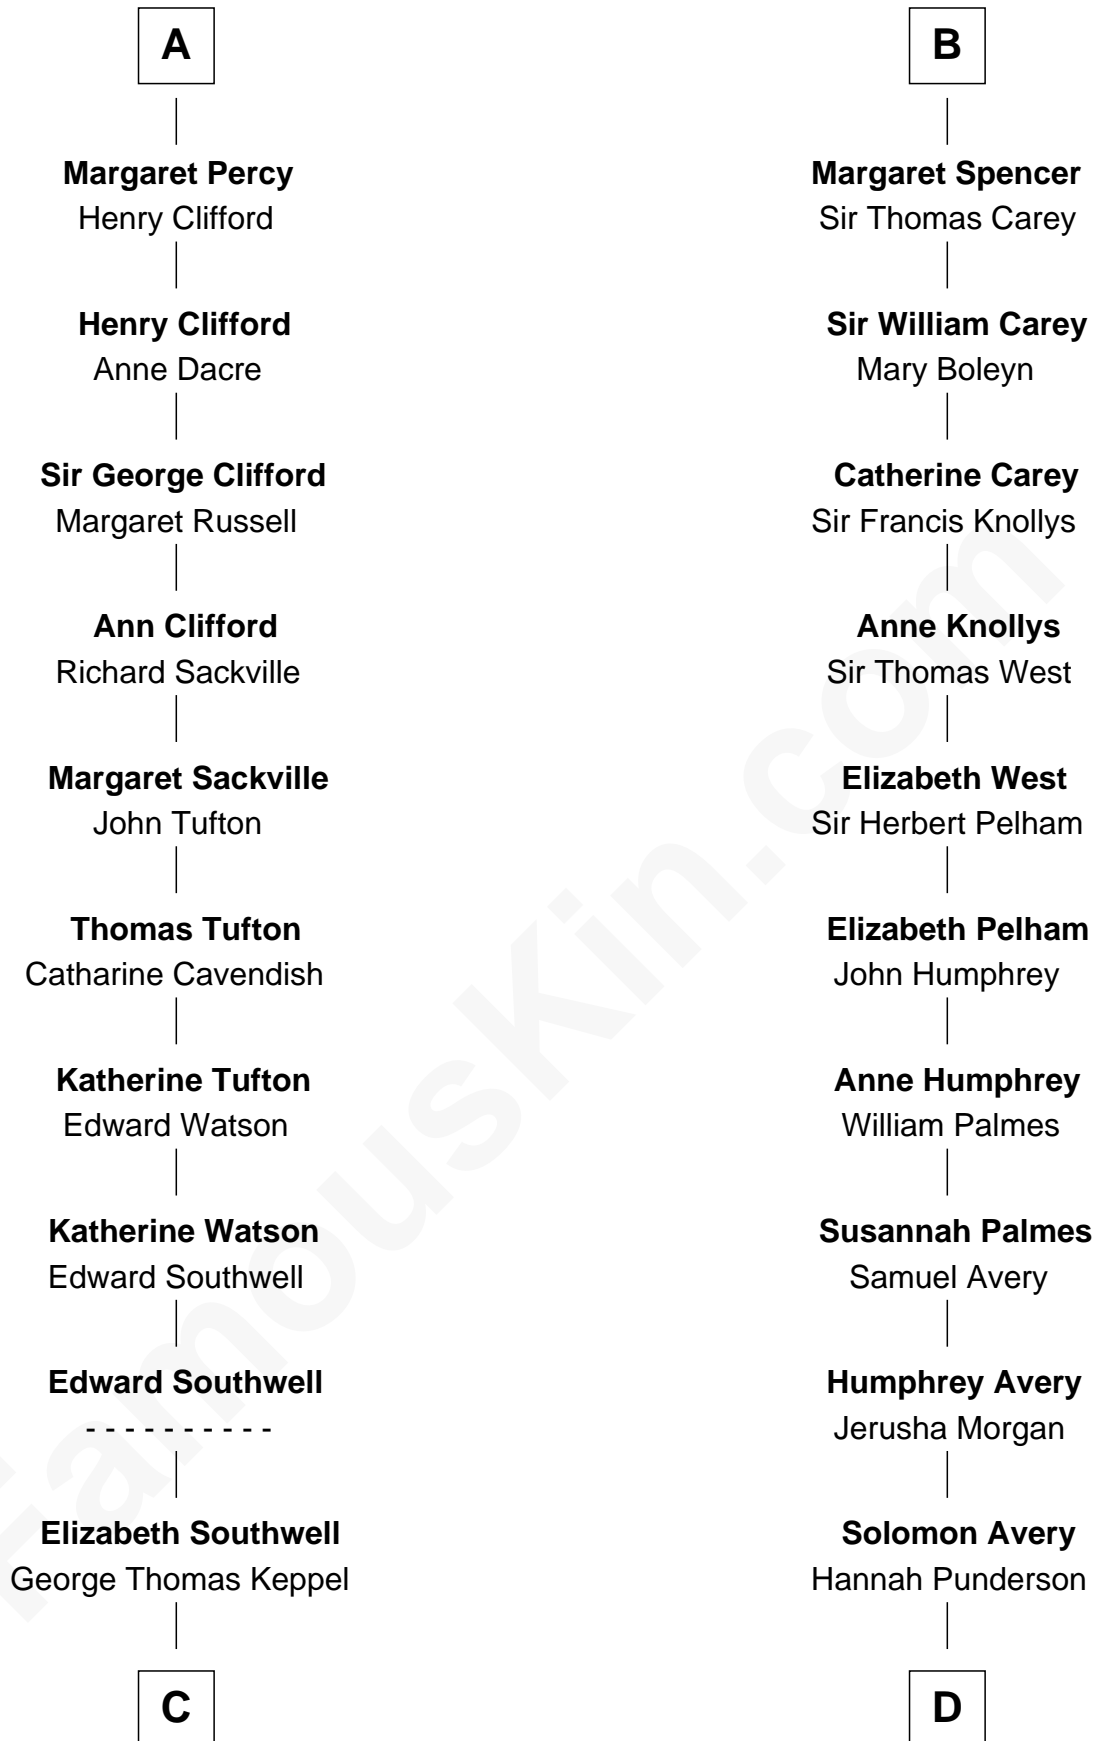 A
Margaret Percy
Henry Clifford
Henry Clifford
Anne Dacre
Sir George Clifford
Margaret Russell
Ann Clifford
Richard Sackville
Margaret Sackville
John Tufton
Thomas Tufton
Catharine Cavendish
Katherine Tufton
Edward Watson
Katherine Watson
Edward Southwell
Edward Southwell
- - - - - - - - - -
Elizabeth Southwell
George Thomas Keppel
C
B
Margaret Spencer
Sir Thomas Carey
Sir William Carey
Mary Boleyn
Catherine Carey
Sir Francis Knollys
Anne Knollys
Sir Thomas West
Elizabeth West
Sir Herbert Pelham
Elizabeth Pelham
John Humphrey
Anne Humphrey
William Palmes
Susannah Palmes
Samuel Avery
Humphrey Avery
Jerusha Morgan
Solomon Avery
Hannah Punderson
D
FamousKin.com